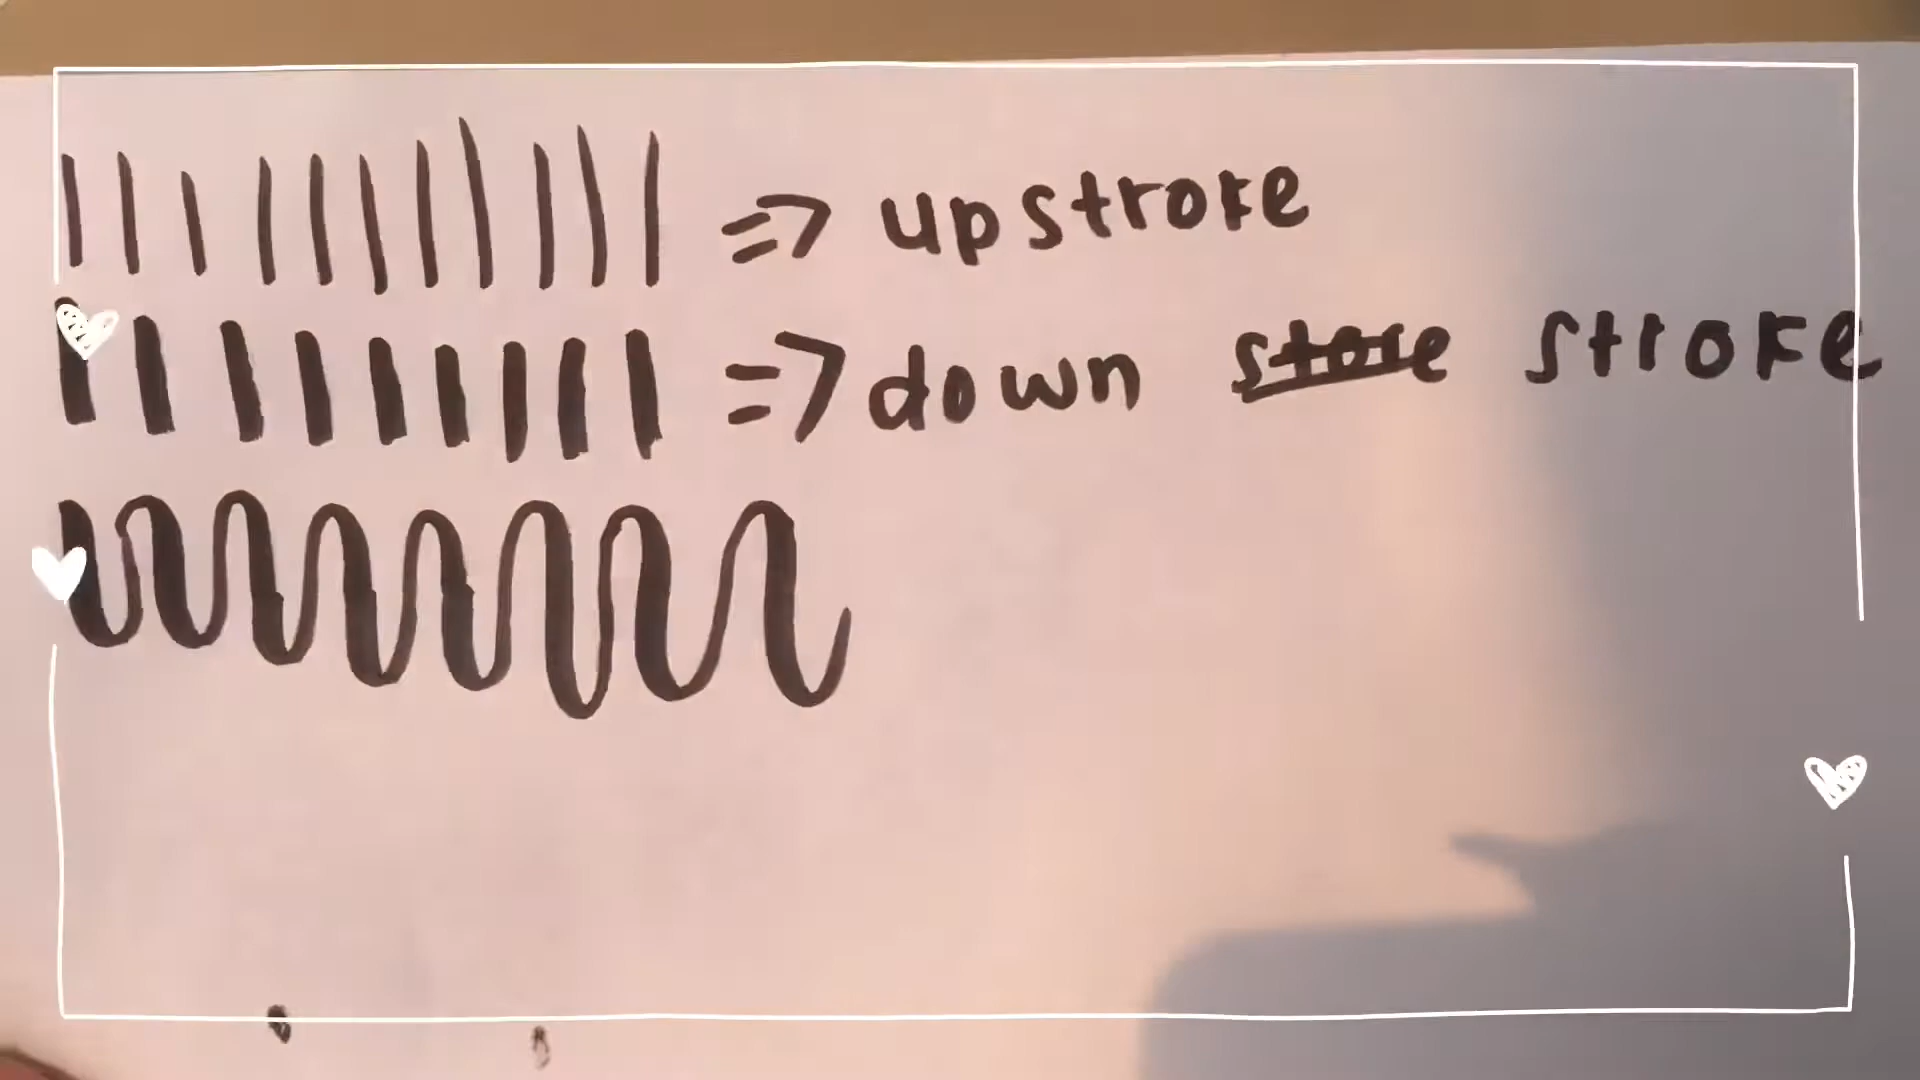 => upstroke
=> down store stroke